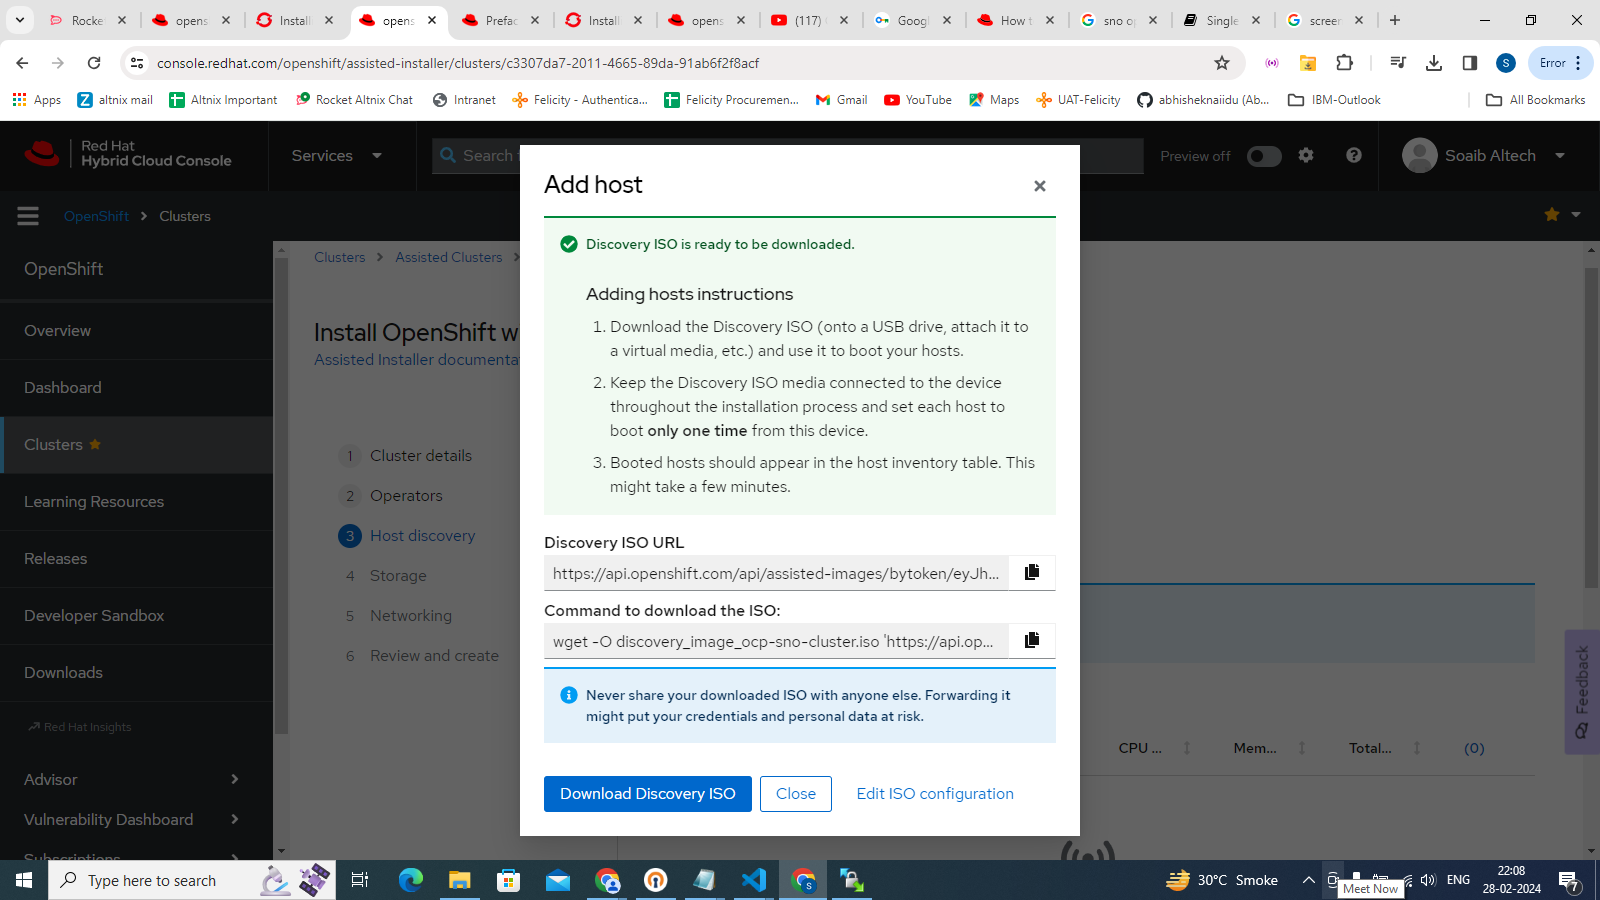 Rocke
opens
Install
opens
Prefac
Install
opens
(117)
Googl
How t
sno o
Single
screen
console.redhat.com/openshift/assisted-installer/clusters/c3307da7-2011-4665-89da-91ab6f2f8acf
S
Error
Apps
altnix mail
Altnix Important
Rocket Altnix Chat
Intranet
Felicity - Authentica...
Felicity Procuremen...
Gmail
YouTube
Maps
UAT-Felicity
abhisheknaiidu (Ab...
IBM-Outlook
All Bookmarks
Red Hat
Hybrid Cloud Console
Services
Search
Preview off
Soaib Altech
OpenShift
Clusters
OpenShift
Overview
Dashboard
Clusters
Learning Resources
Releases
Developer Sandbox
Downloads
Red Hat Insights
Advisor
Vulnerability Dashboard
Subscriptions
Clusters > Assisted Clusters >
Install OpenShift w
Assisted Installer documenta
1 Cluster details
2 Operators
3 Host discovery
4 Storage
5 Networking
6 Review and create
Add host
Discovery ISO is ready to be downloaded.
Adding hosts instructions
1. Download the Discovery ISO (onto a USB drive, attach it to
a virtual media, etc.) and use it to boot your hosts.
2. Keep the Discovery ISO media connected to the device
throughout the installation process and set each host to
boot only one time from this device.
3. Booted hosts should appear in the host inventory table. This
might take a few minutes.
Discovery ISO URL
https://api.openshift.com/api/assisted-images/bytoken/eyJh...
Command to download the ISO:
wget -O discovery_image_ocp-sno-cluster.iso 'https://api.op...
Never share your downloaded ISO with anyone else. Forwarding it
might put your credentials and personal data at risk.
Download Discovery ISO
Close
Edit ISO configuration
CPU ...
Mem...
Total...
(0)
Feedback
Type here to search
30°C Smoke
ENG
22:08
28-02-2024
7
Meet Now